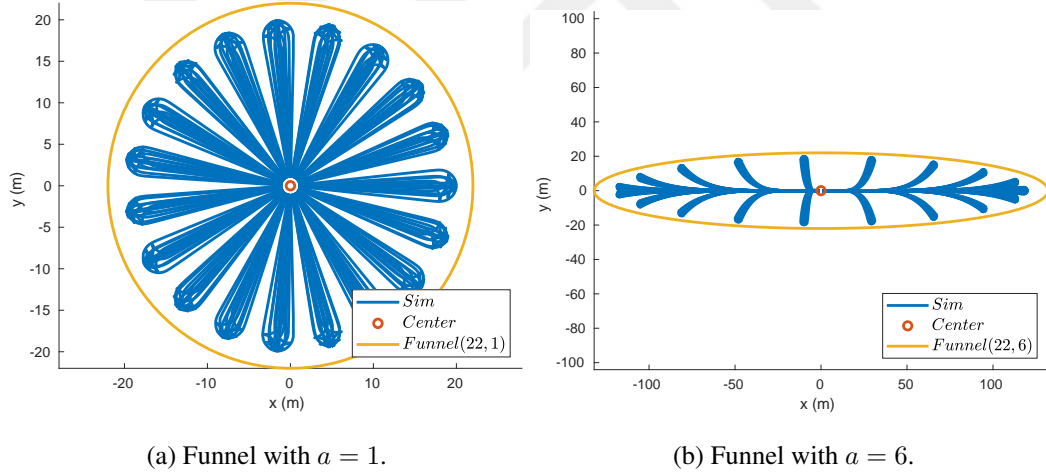 20
15
10
5
0
-5
-10
-15
-20
y (m)
-20
-10
0
10
20
x (m)
Sim
Center
Funnel(22, 1)
(a) Funnel with a = 1.
100
80
60
40
20
0
-20
-40
-60
-80
-100
y (m)
-100
-50
0
50
100
x (m)
Sim
Center
Funnel(22, 6)
(b) Funnel with a = 6.